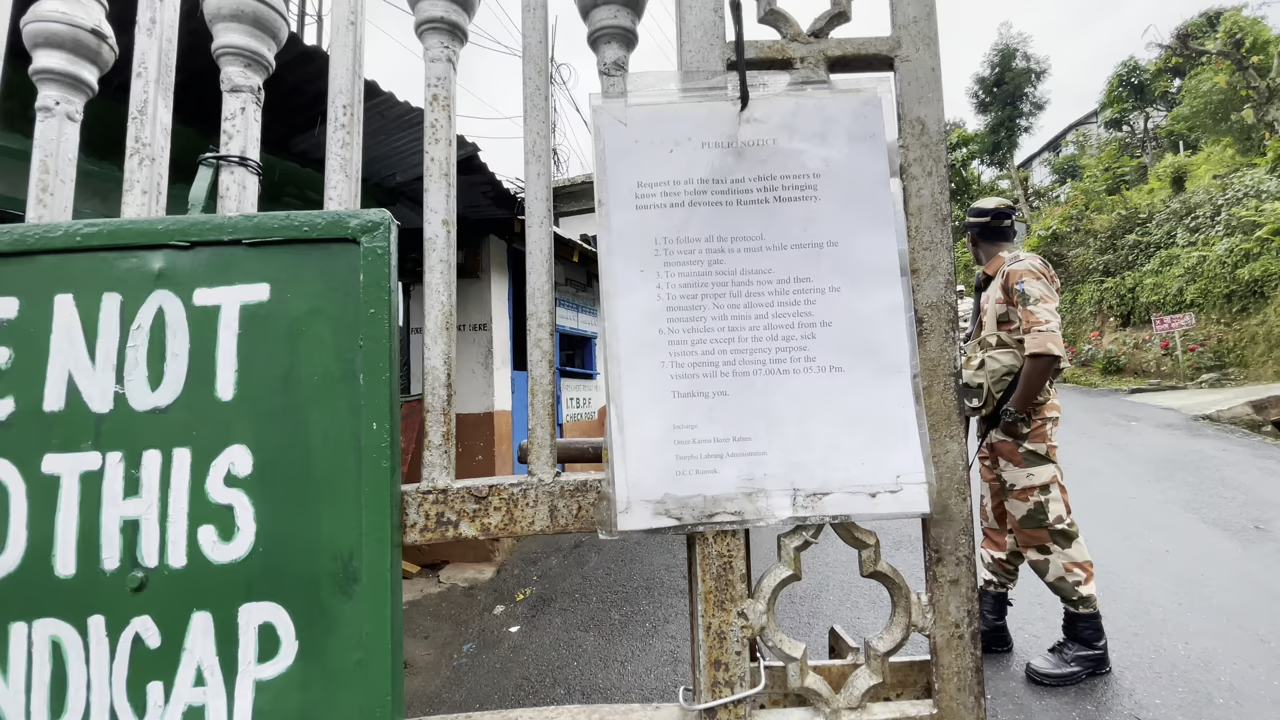 NOT
THIS
NDICAP
PUBLIC NOTICE
Request to all the taxi and vehicle owners to
know these below conditions while bringing
tourists and devotees to Rumtek Monastery.
1. To follow all the protocol.
2. To wear a mask is a must while entering the
monastery gate.
3. To maintain social distance.
4. To sanitize your hands now and then.
5. To wear proper full dress while entering the
monastery. No one allowed inside the
monastery with minis and sleeveless.
6. No vehicles or taxis are allowed from the
main gate except for the old age, sick
visitors and on emergency purpose.
7. The opening and closing time for the
visitors will be from 07.00Am to 05.30 Pm.
Thanking you.
Incharge.
Omze Karma
Tsurphu Labrang Administration
D.C.C Rumtek.
HERE.
I.T.B.P.F
CHECK POST